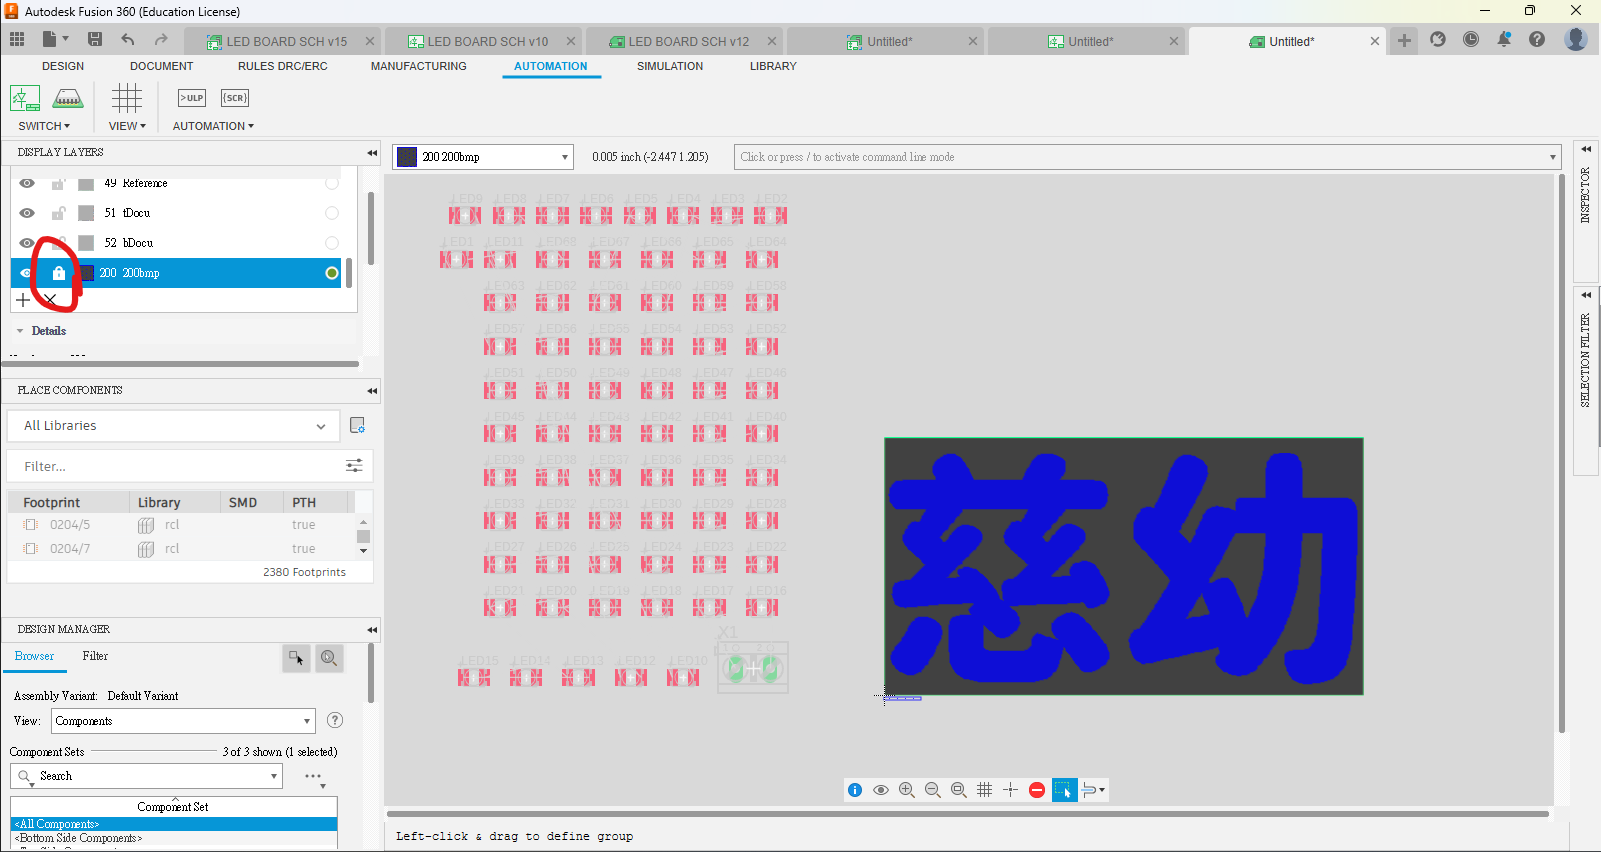 Autodesk Fusion 360 (Education License)
LED BOARD SCH v15
LED BOARD SCH v10
LED BOARD SCH v12
Untitled*
Untitled*
Untitled*
DESIGN DOCUMENT RULES DRC/ERC MANUFACTURING AUTOMATION SIMULATION LIBRARY
>ULP {SCR}
SWITCH VIEW AUTOMATION
DISPLAY LAYERS
200 200bmp
0.005 inch (-2.447 1.205)
Click or press / to activate command line mode
INSPECTOR
SELECTION FILTER
49 Reference
51 tDocu
52 bDocu
200 200bmp
Details
PLACE COMPONENTS
All Libraries
Filter...
Footprint Library SMD PTH
0204/5 rcl true
0204/7 rcl true
2380 Footprints
DESIGN MANAGER
Browser Filter
Assembly Variant: Default Variant
View: Components
Component Sets 3 of 3 shown (1 selected)
Search
Component Set
<All Components>
<Bottom Side Components>
LED9 LED8 LED7 LED6 LED5 LED4 LED3 LED2
LED1 LED11 LED68 LED67 LED66 LED65 LED64
LED63 LED62 LED61 LED60 LED59 LED58
LED57 LED56 LED55 LED54 LED53 LED52
LED51 LED50 LED49 LED48 LED47 LED46
LED45 LED44 LED43 LED42 LED41 LED40
LED39 LED38 LED37 LED36 LED35 LED34
LED33 LED32 LED31 LED30 LED29 LED28
LED27 LED26 LED25 LED24 LED23 LED22
LED21 LED20 LED19 LED18 LED17 LED16
X1
LED15 LED14 LED13 LED12 LED10
慈幼
Left-click & drag to define group